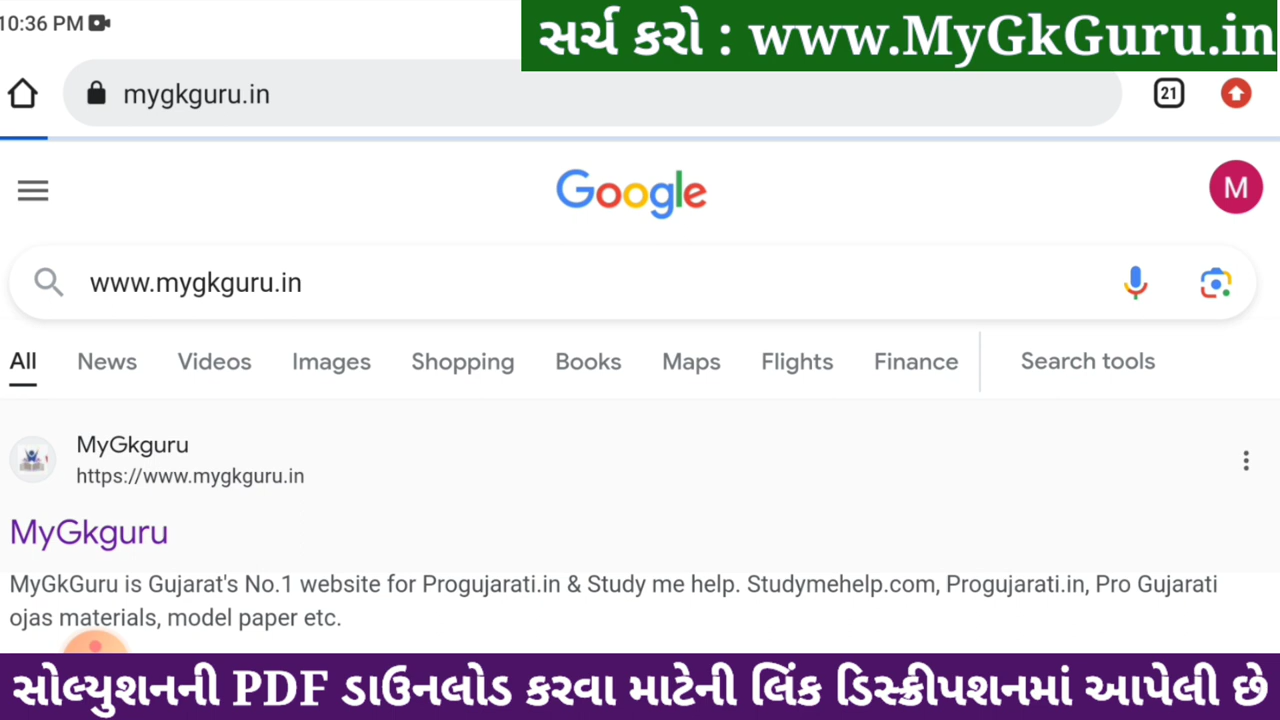 10:36 PM
સર્ચ કરો : www.MyGkGuru.in
mygkguru.in
21
Google
M
www.mygkguru.in
All News Videos Images Shopping Books Maps Flights Finance Search tools
MyGkguru
https://www.mygkguru.in
MyGkguru
MyGkGuru is Gujarat's No.1 website for Progujarati.in & Study me help. Studymehelp.com, Progujarati.in, Pro Gujarati
ojas materials, model paper etc.
સોલ્યુશનની PDF ડાઉનલોડ કરવા માટેની લિંક ડિસ્ક્રીપશનમાં આપેલી છે